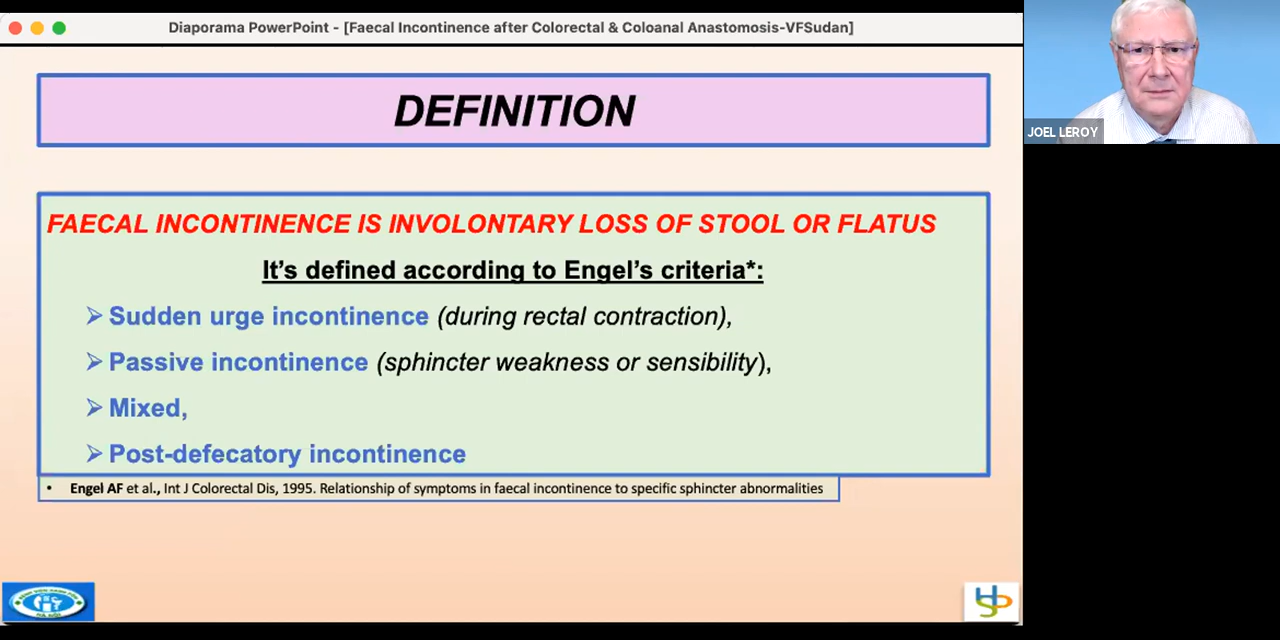 Diaporama PowerPoint - [Faecal Incontinence after Colorectal & Coloanal Anastomosis-VFSudan]
JOEL LEROY
DEFINITION
FAECAL INCONTINENCE IS INVOLONTARY LOSS OF STOOL OR FLATUS
It's defined according to Engel's criteria*:
➢ Sudden urge incontinence (during rectal contraction),
➢ Passive incontinence (sphincter weakness or sensibility),
➢ Mixed,
➢ Post-defecatory incontinence
• Engel AF et al., Int J Colorectal Dis, 1995. Relationship of symptoms in faecal incontinence to specific sphincter abnormalities